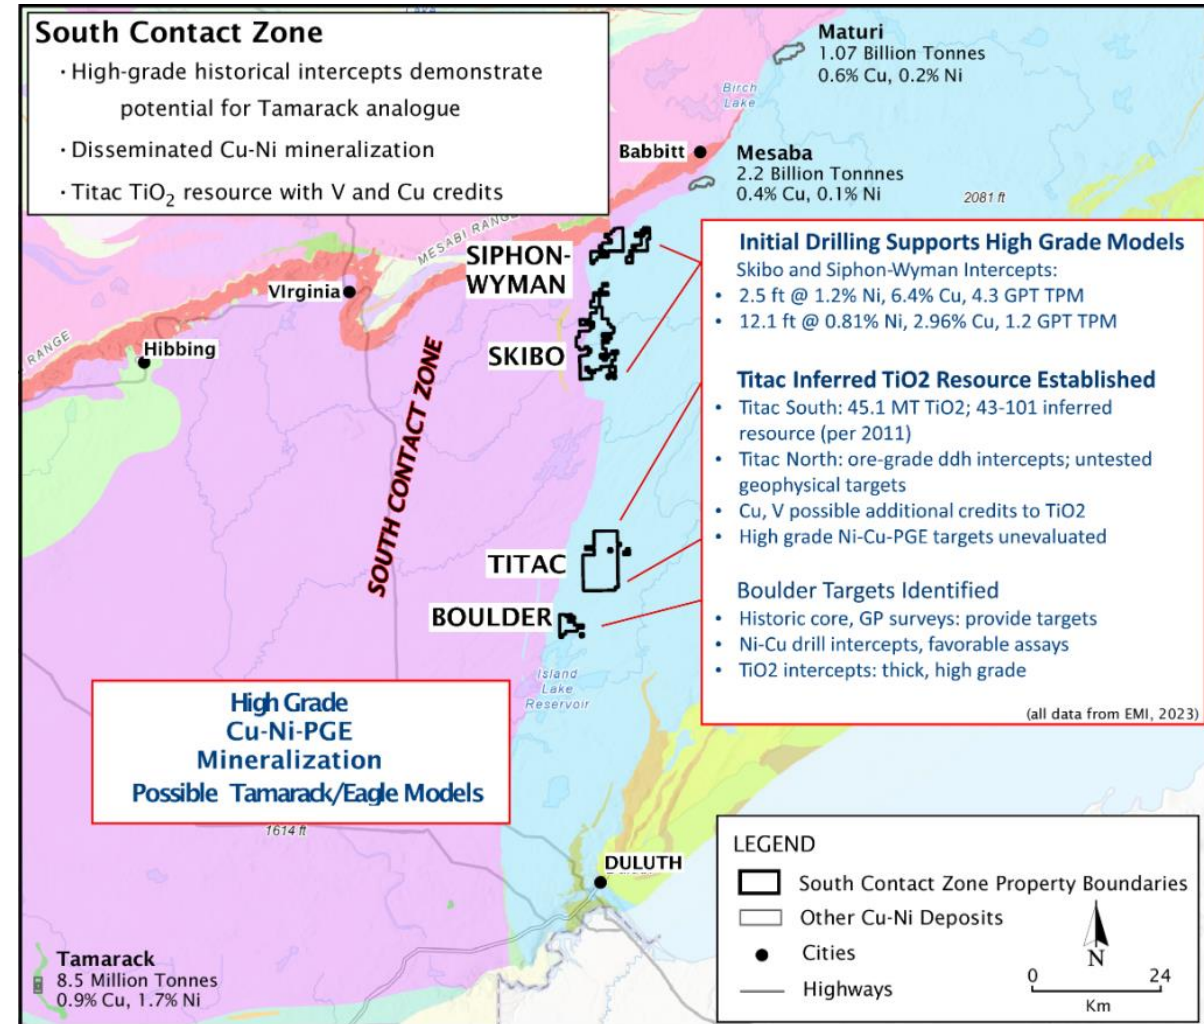 South Contact Zone
· High-grade historical intercepts demonstrate
potential for Tamarack analogue
· Disseminated Cu-Ni mineralization
· Titac TiO₂ resource with V and Cu credits
Lake
Maturi
1.07 Billion Tonnes
0.6% Cu, 0.2% Ni
Birch
Lake
Babbitt
Mesaba
2.2 Billion Tonnnes
0.4% Cu, 0.1% Ni
2081 ft
MESABI RANGE
SIPHON-
WYMAN
VIrginia
RANGE
Hibbing
SKIBO
SOUTH CONTACT ZONE
Initial Drilling Supports High Grade Models
Skibo and Siphon-Wyman Intercepts:
• 2.5 ft @ 1.2% Ni, 6.4% Cu, 4.3 GPT TPM
• 12.1 ft @ 0.81% Ni, 2.96% Cu, 1.2 GPT TPM
Titac Inferred TiO2 Resource Established
• Titac South: 45.1 MT TiO2; 43-101 inferred
resource (per 2011)
• Titac North: ore-grade ddh intercepts; untested
geophysical targets
• Cu, V possible additional credits to TiO2
• High grade Ni-Cu-PGE targets unevaluated
Boulder Targets Identified
• Historic core, GP surveys: provide targets
• Ni-Cu drill intercepts, favorable assays
• TiO2 intercepts: thick, high grade
(all data from EMI, 2023)
TITAC
BOULDER
Island
Lake
Reservoir
High Grade
Cu-Ni-PGE
Mineralization
Possible Tamarack/Eagle Models
1614 ft
DULUTH
Tamarack
8.5 Million Tonnes
0.9% Cu, 1.7% Ni
LEGEND
South Contact Zone Property Boundaries
Other Cu-Ni Deposits
Cities
Highways
N
0 24
Km